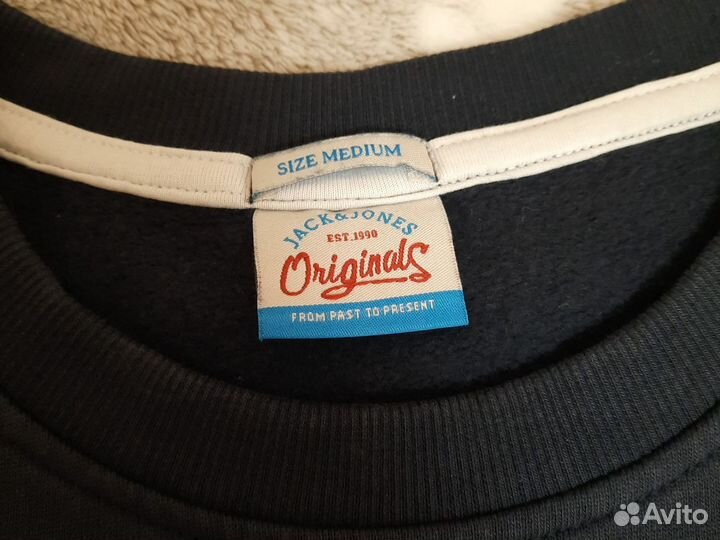 SIZE MEDIUM
JACK&JONES
EST.1990
Originals
FROM PAST TO PRESENT
Avito